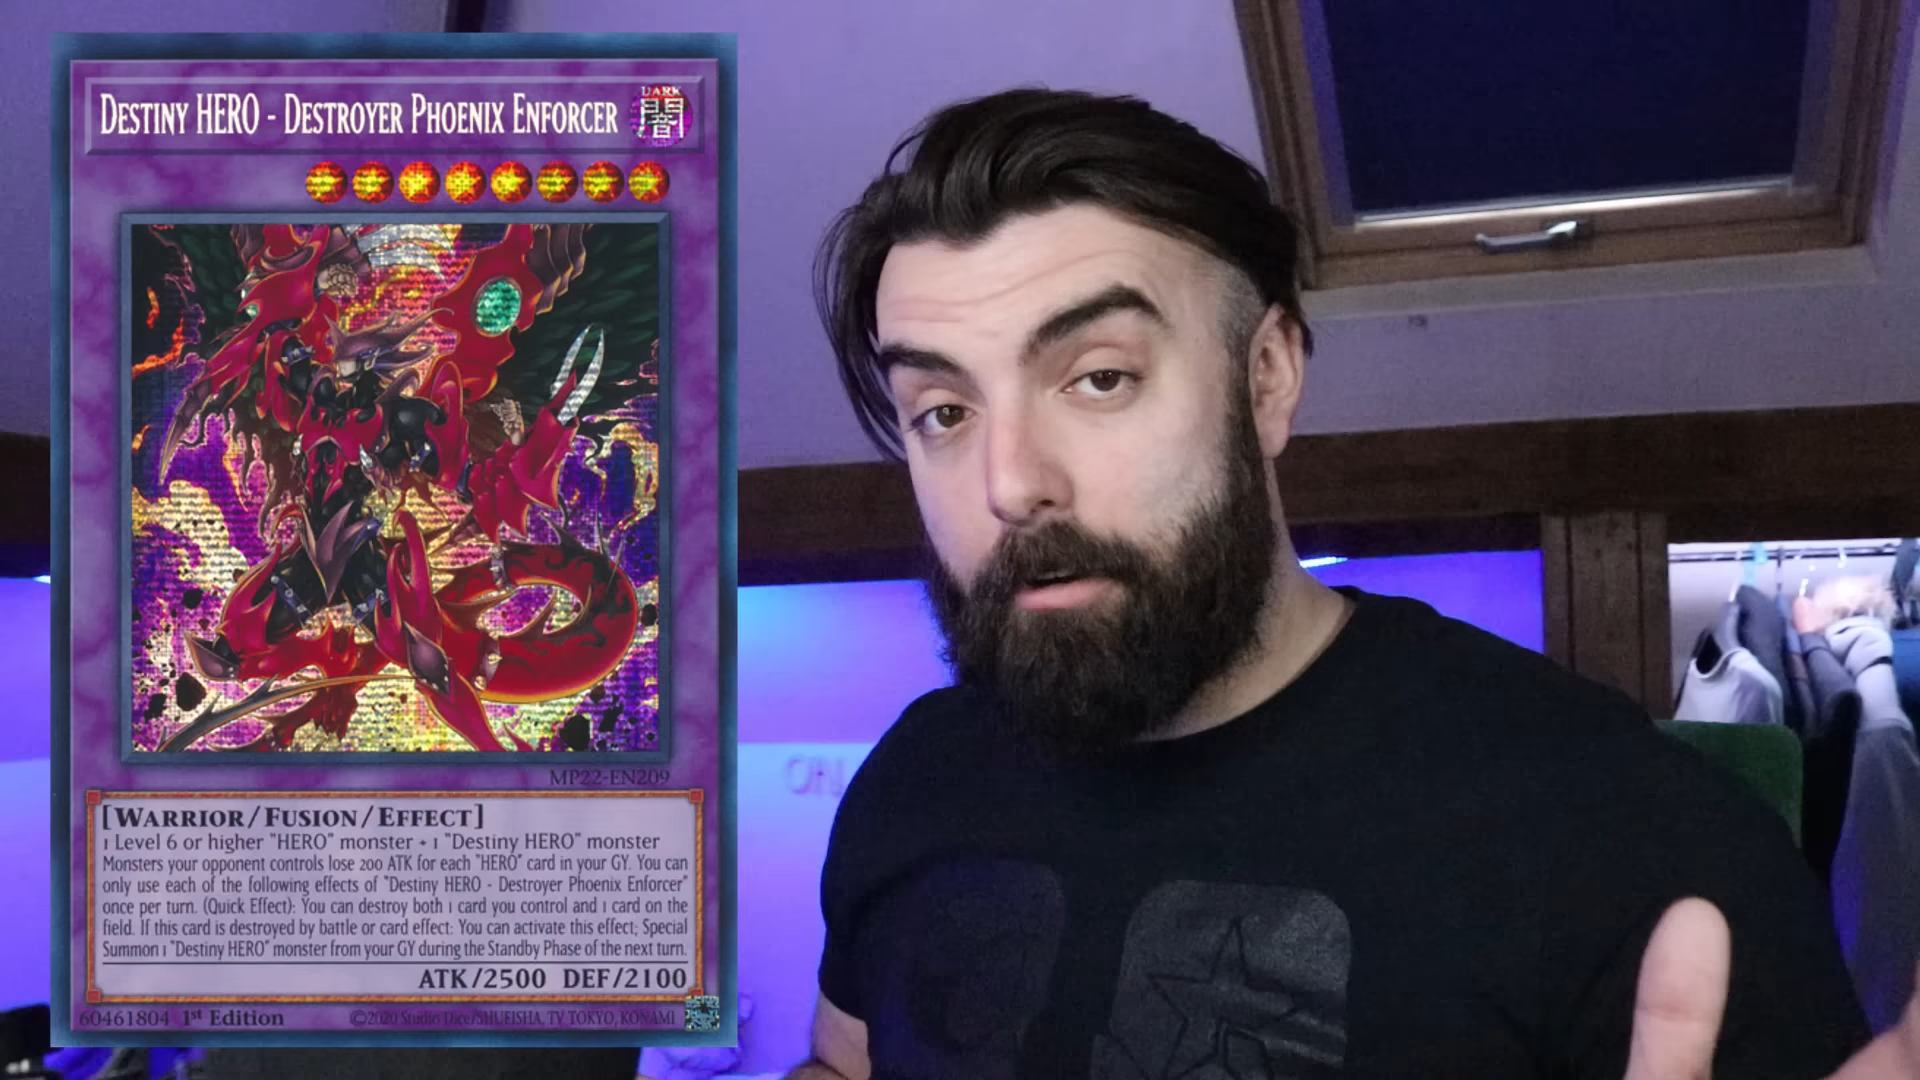 Destiny HERO - Destroyer Phoenix Enforcer
DARK
闇
MP22-EN209
[Warrior/Fusion/Effect]
1 Level 6 or higher "HERO" monster + 1 "Destiny HERO" monster
Monsters your opponent controls lose 200 ATK for each "HERO" card in your GY. You can
only use each of the following effects of "Destiny HERO - Destroyer Phoenix Enforcer"
once per turn. (Quick Effect): You can destroy both 1 card you control and 1 card on the
field. If this card is destroyed by battle or card effect: You can activate this effect; Special
Summon 1 "Destiny HERO" monster from your GY during the Standby Phase of the next turn.
ATK/2500 DEF/2100
60461804 1st Edition
©2020 Studio Dice/SHUEISHA, TV TOKYO, KONAMI
ON